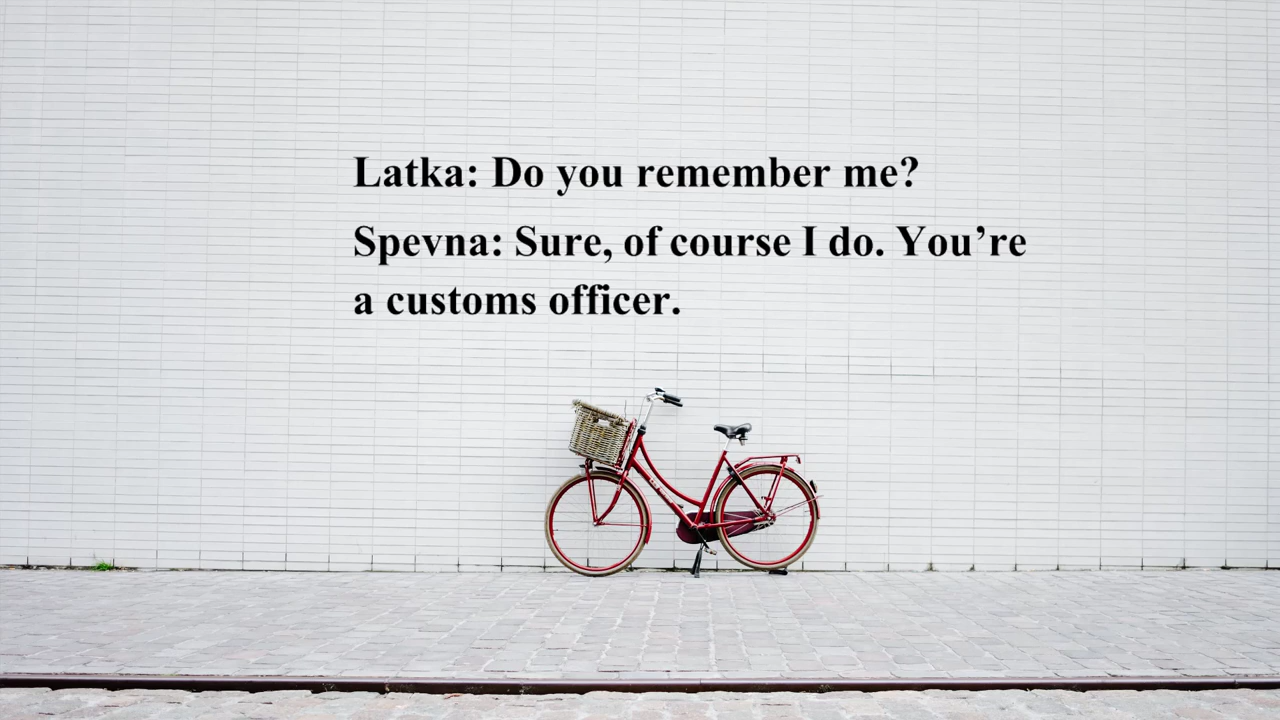 Latka: Do you remember me?
Spevna: Sure, of course I do. You’re
a customs officer.